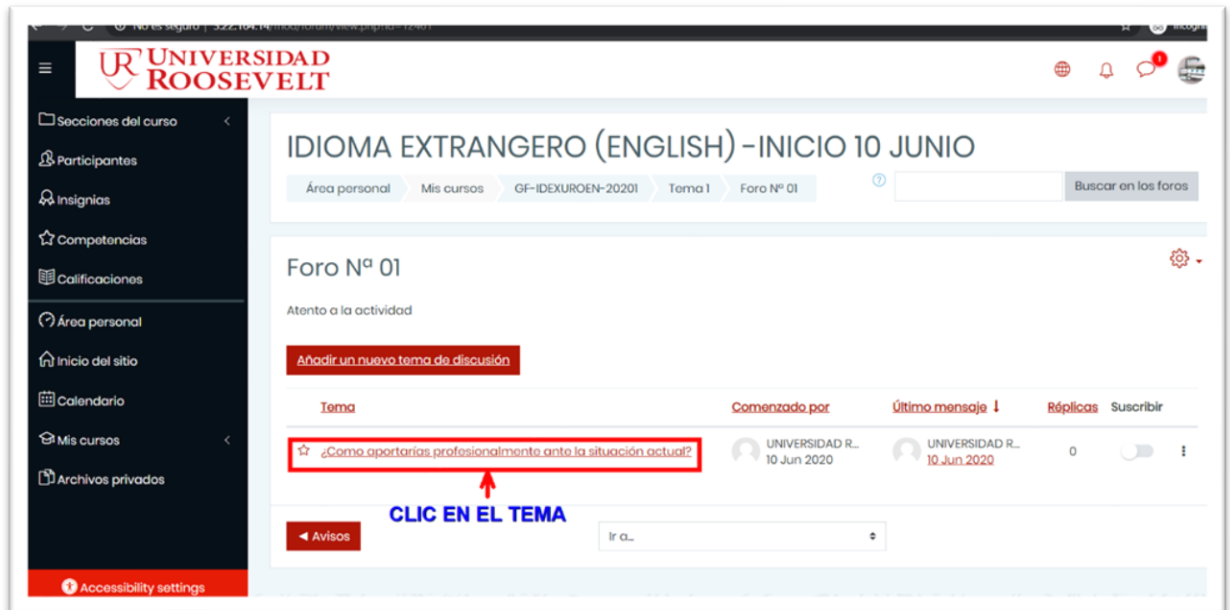 No es seguro
UR UNIVERSIDAD
ROOSEVELT
1
Secciones del curso
Participantes
Insignias
Competencias
Calificaciones
Área personal
Inicio del sitio
Calendario
Mis cursos
Archivos privados
Accessibility settings
IDIOMA EXTRANGERO (ENGLISH) -INICIO 10 JUNIO
Área personal Mis cursos GF-IDEXUROEN-20201 Tema 1 Foro Nº 01 Buscar en los foros
Foro Nª 01
Atento a la actividad
Añadir un nuevo tema de discusión
Tema Comenzado por Último mensaje ↓ Réplicas Suscribir
¿Como aportarías profesionalmente ante la situación actual? UNIVERSIDAD R... UNIVERSIDAD R... 0
10 Jun 2020 10 Jun 2020
CLIC EN EL TEMA
◄ Avisos Ir a...